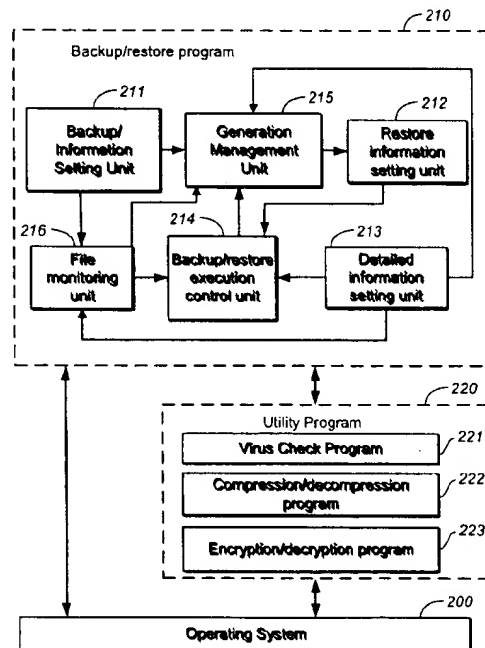 210
Backup/restore program
211
215
212
Backup/
Information
Setting Unit
Generation
Management
Unit
Restore
information
setting unit
216
214
213
File
monitoring
unit
Backup/restore
execution
control unit
Detailed
information
setting unit
220
Utility Program
Virus Check Program
221
Compression/decompression
program
222
Encryption/decryption program
223
200
Operating System